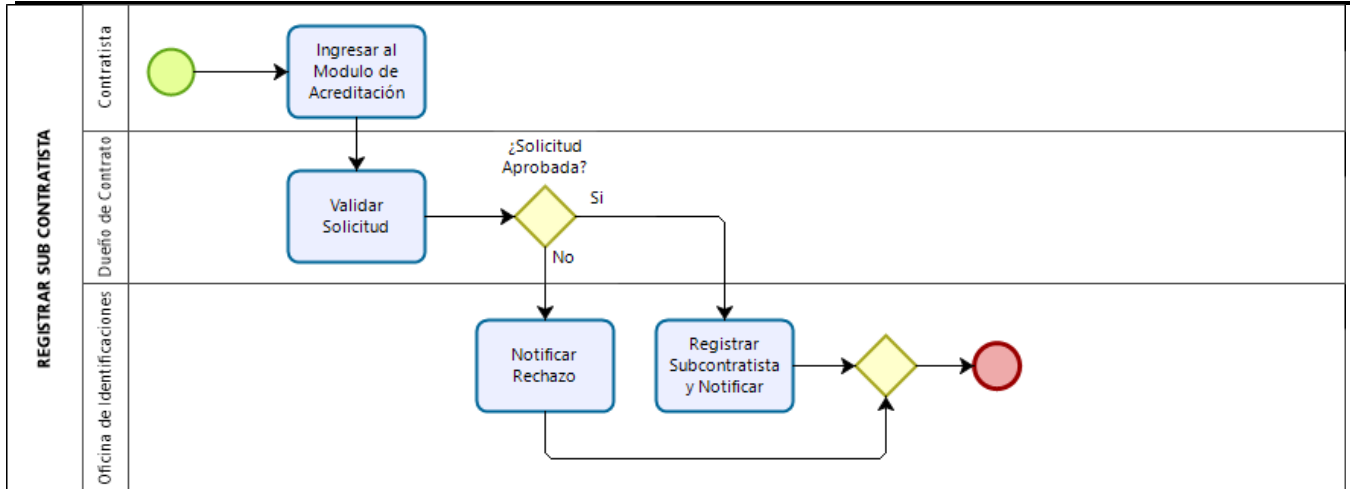 REGISTRAR SUB CONTRATISTA
Contratista
Ingresar al
Modulo de
Acreditación
Dueño de Contrato
Validar
Solicitud
¿Solicitud
Aprobada?
Si
No
Oficina de Identificaciones
Notificar
Rechazo
Registrar
Subcontratista
y Notificar